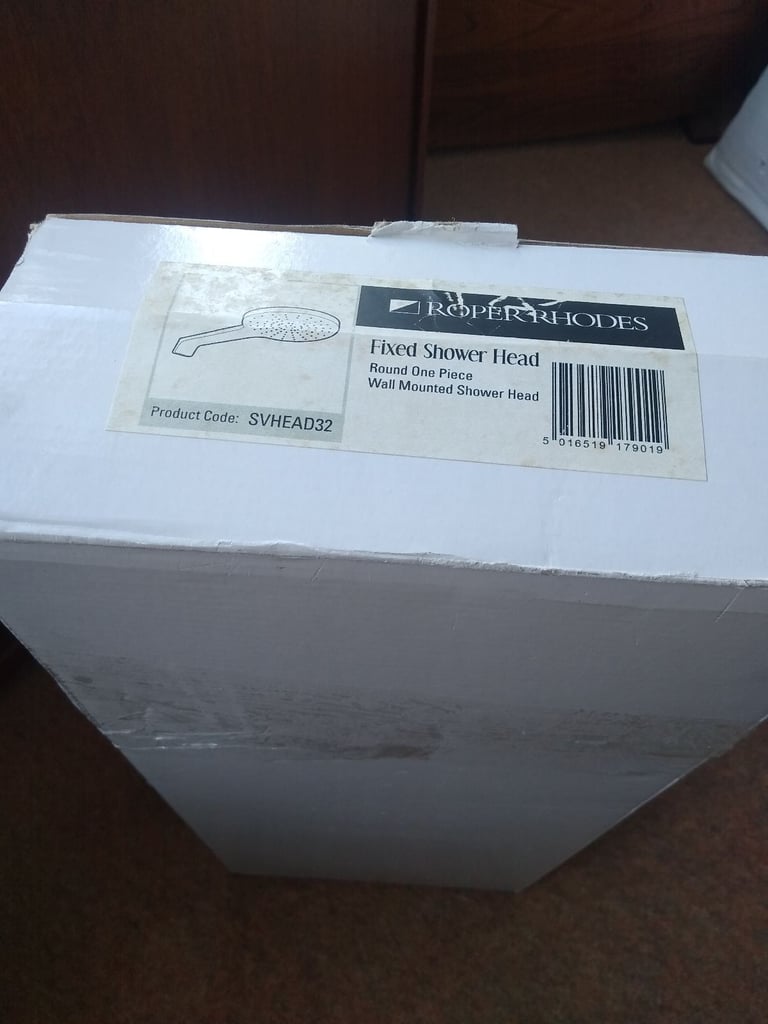 ROPER RHODES
Fixed Shower Head
Round One Piece
Wall Mounted Shower Head
Product Code: SVHEAD32
5 016519 179019